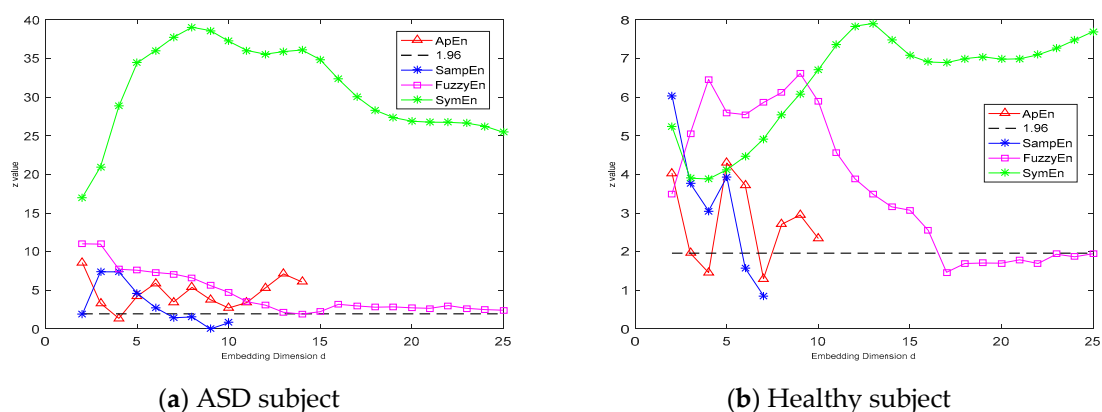 40
35
30
25
20
15
10
5
0
z value
0 5 10 15 20 25
Embedding Dimension d
ApEn
1.96
SampEn
FuzzyEn
SymEn
(a) ASD subject
8
7
6
5
4
3
2
1
0
z value
0 5 10 15 20 25
Embedding Dimension d
ApEn
1.96
SampEn
FuzzyEn
SymEn
(b) Healthy subject